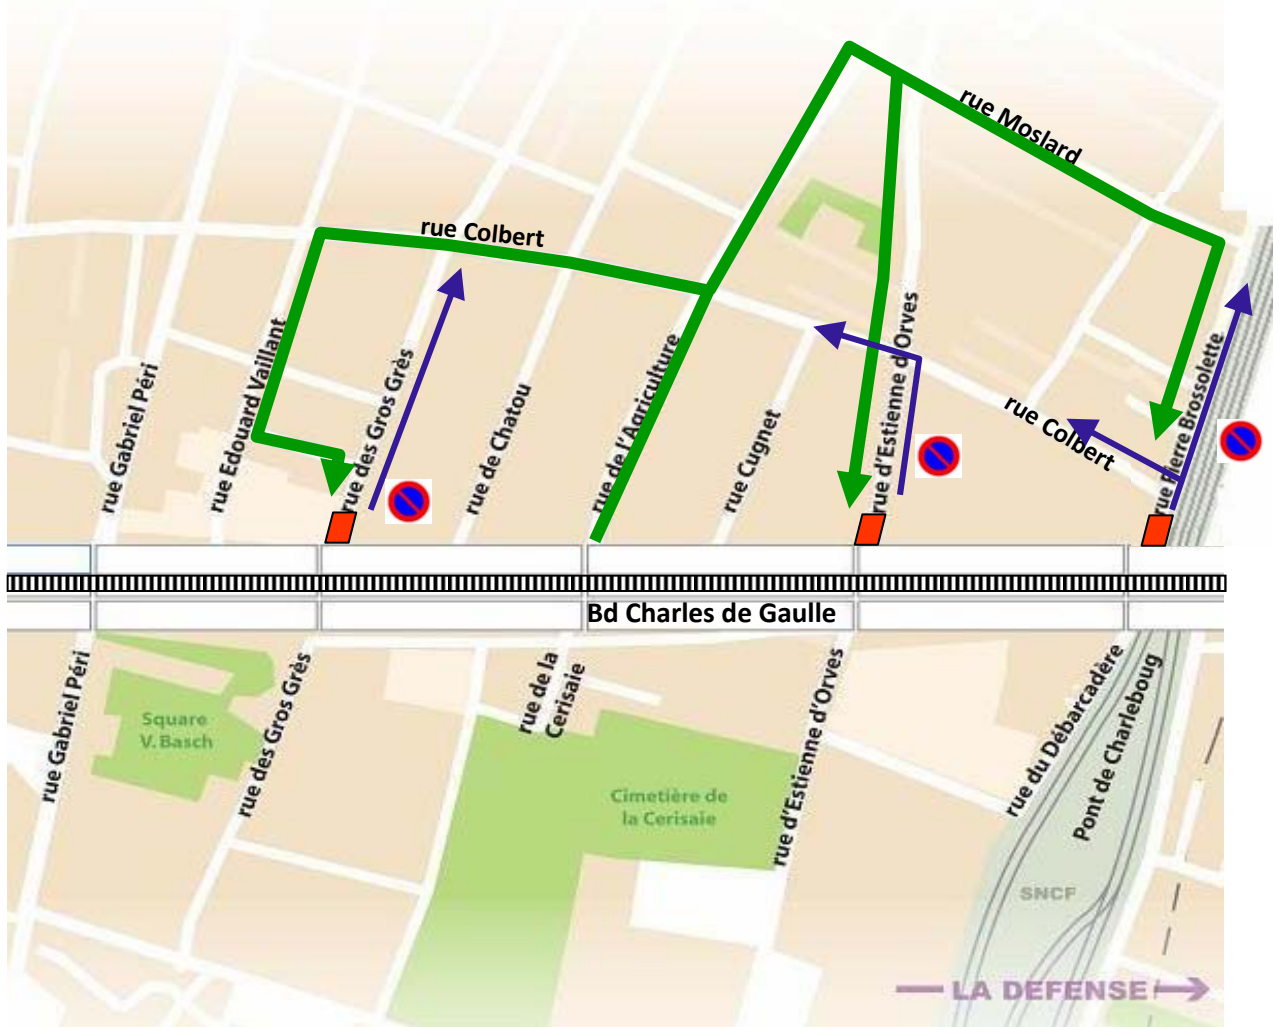 rue Moslard
rue Colbert
rue Gabriel Péri
rue Edouard Vaillant
rue des Gros Grès
rue de Chatou
rue de l'Agriculture
rue Cugnet
rue d'Estienne d'Orves
rue Colbert
rue Pierre Brossolette
Bd Charles de Gaulle
rue Gabriel Péri
Square
V. Basch
rue des Gros Grès
rue de la
Cerisaie
Cimetière de
la Cerisaie
rue d'Estienne d'Orves
rue du Débarcadère
Pont de Charleboug
SNCF
LA DEFENSE